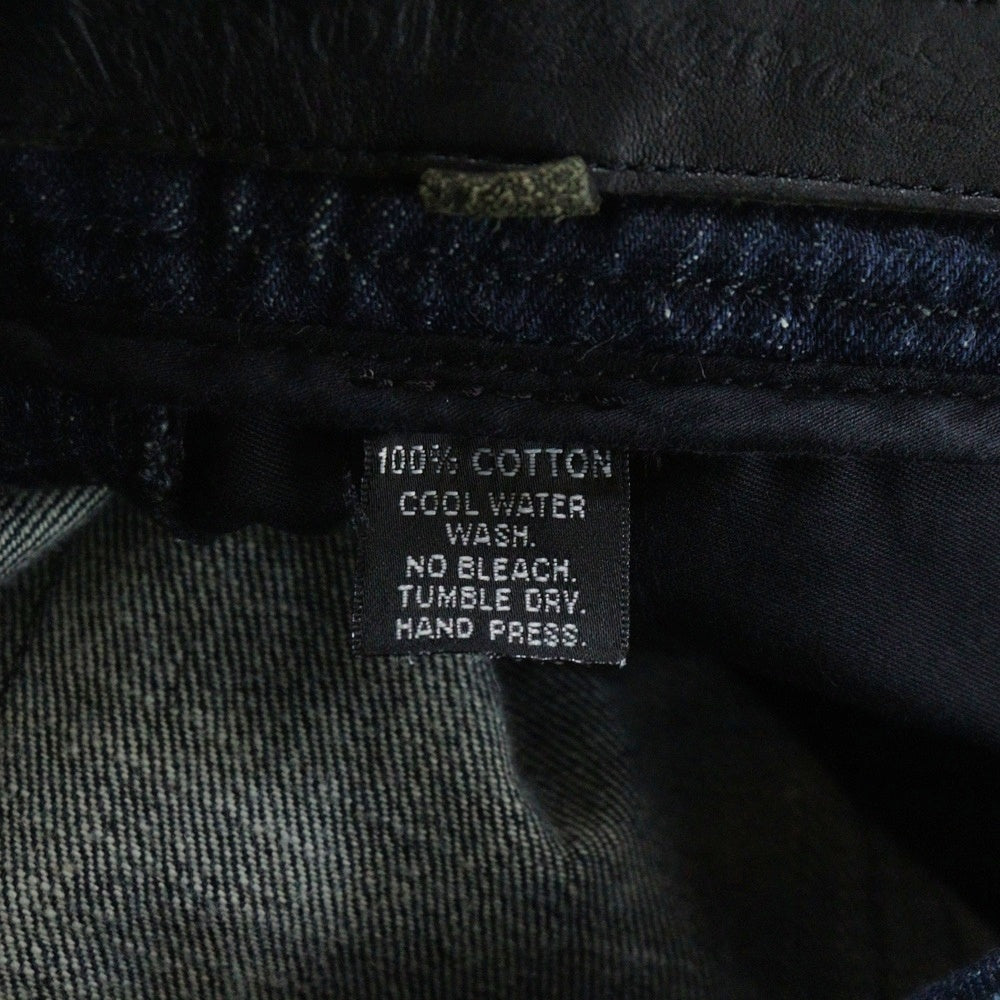 100% COTTON
COOL WATER
WASH.
NO BLEACH.
TUMBLE DRY.
HAND PRESS.